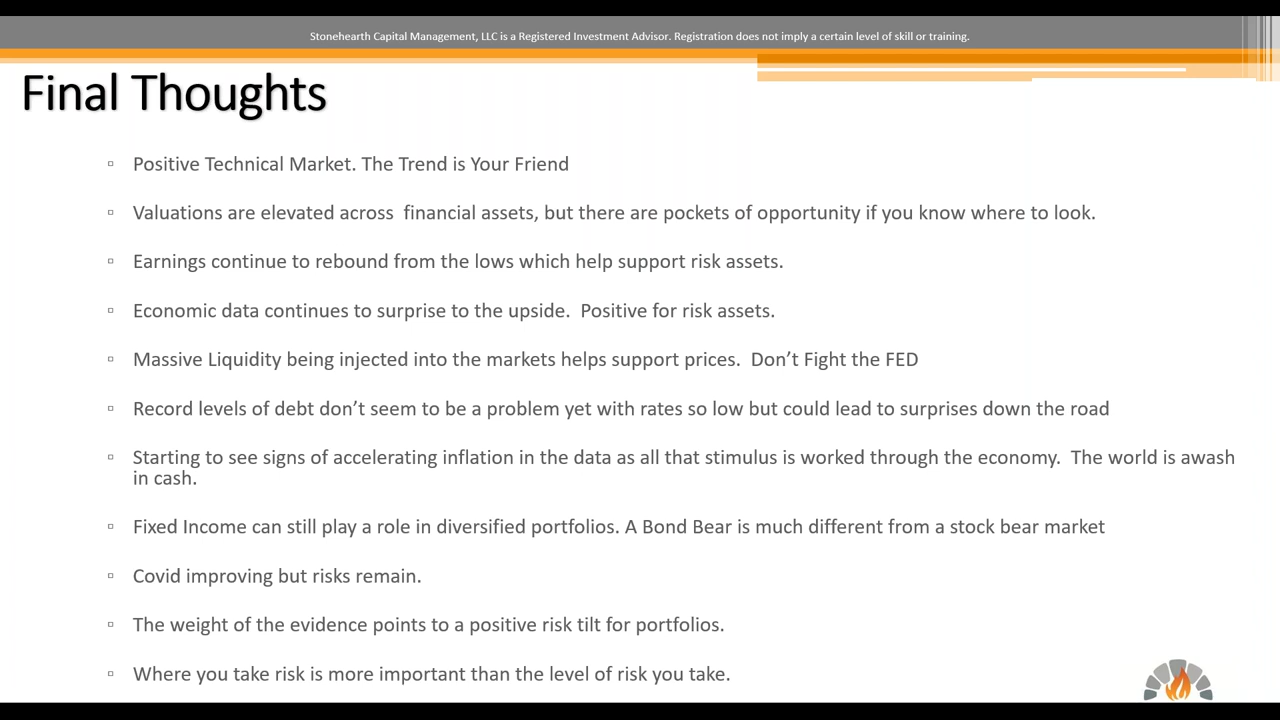 Stonehearth Capital Management, LLC is a Registered Investment Advisor. Registration does not imply a certain level of skill or training.
Final Thoughts
Positive Technical Market. The Trend is Your Friend
Valuations are elevated across  financial assets, but there are pockets of opportunity if you know where to look.
Earnings continue to rebound from the lows which help support risk assets.
Economic data continues to surprise to the upside.  Positive for risk assets.
Massive Liquidity being injected into the markets helps support prices.  Don’t Fight the FED
Record levels of debt don’t seem to be a problem yet with rates so low but could lead to surprises down the road
Starting to see signs of accelerating inflation in the data as all that stimulus is worked through the economy.  The world is awash
in cash.
Fixed Income can still play a role in diversified portfolios. A Bond Bear is much different from a stock bear market
Covid improving but risks remain.
The weight of the evidence points to a positive risk tilt for portfolios.
Where you take risk is more important than the level of risk you take.